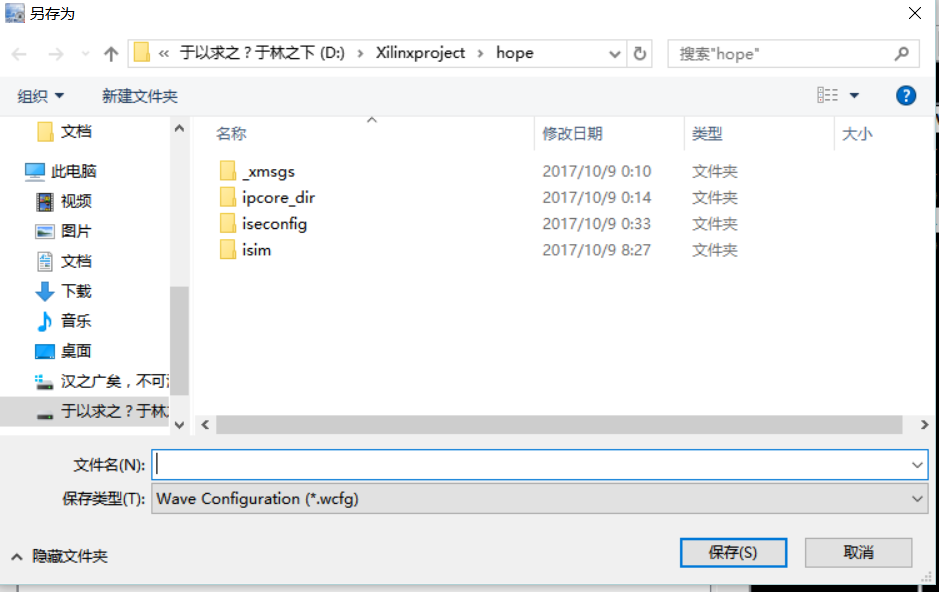 另存为
« 于以求之？于林之下 (D:) › Xilinxproject › hope 搜索"hope"
组织 新建文件夹 ?
名称 修改日期 类型 大小
文档
此电脑
视频
图片
文档
下载
音乐
桌面
汉之广矣，不可
于以求之？于林
_xmsgs 2017/10/9 0:10 文件夹
ipcore_dir 2017/10/9 0:14 文件夹
iseconfig 2017/10/9 0:33 文件夹
isim 2017/10/9 8:27 文件夹
文件名(N):
保存类型(T): Wave Configuration (*.wcfg)
隐藏文件夹 保存(S) 取消